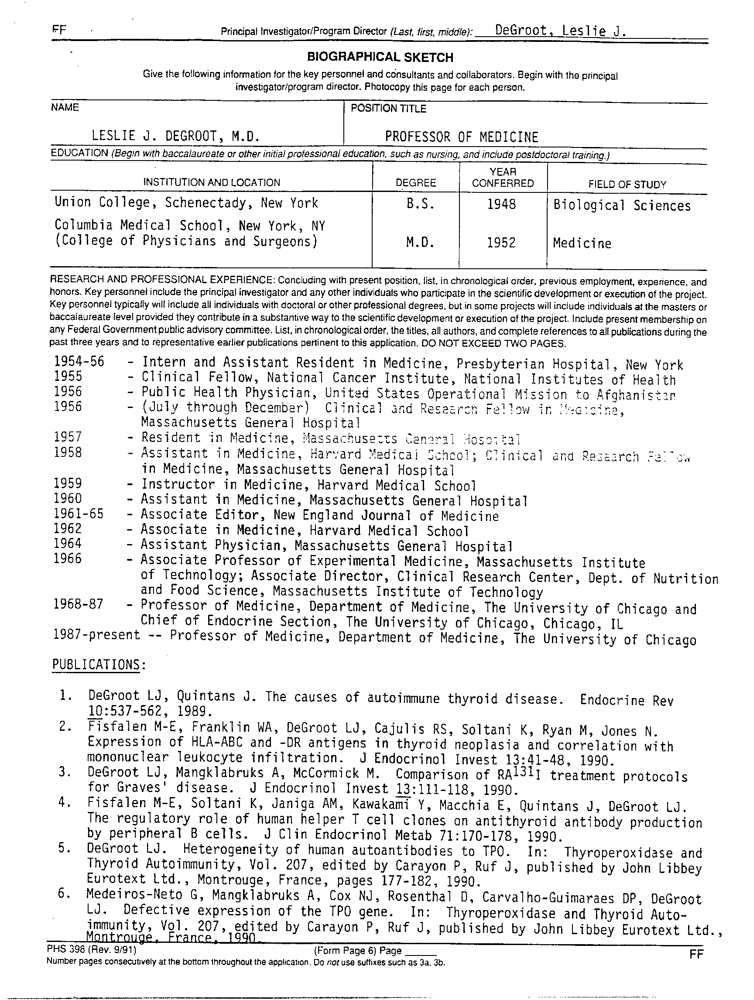 FF Principal Investigator/Program Director (Last, first, middle): DeGroot, Leslie J.
BIOGRAPHICAL SKETCH
Give the following information for the key personnel and consultants and collaborators. Begin with the principal
investigator/program director. Photocopy this page for each person.
NAME POSITION TITLE
LESLIE J. DEGROOT, M.D. PROFESSOR OF MEDICINE
EDUCATION (Begin with baccalaureate or other initial professional education, such as nursing, and include postdoctoral training.)
INSTITUTION AND LOCATION DEGREE YEAR CONFERRED FIELD OF STUDY
Union College, Schenectady, New York B.S. 1948 Biological Sciences
Columbia Medical School, New York, NY
(College of Physicians and Surgeons) M.D. 1952 Medicine
RESEARCH AND PROFESSIONAL EXPERIENCE: Concluding with present position, list, in chronological order, previous employment, experience, and
honors. Key personnel include the principal investigator and any other individuals who participate in the scientific development or execution of the project.
Key personnel typically will include all individuals with doctoral or other professional degrees, but in some projects will include individuals at the masters or
baccalaureate level provided they contribute in a substantive way to the scientific development or execution of the project. Include present membership on
any Federal Government public advisory committee. List, in chronological order, the titles, all authors, and complete references to all publications during the
past three years and to representative earlier publications pertinent to this application. DO NOT EXCEED TWO PAGES.
1954-56 - Intern and Assistant Resident in Medicine, Presbyterian Hospital, New York
1955 - Clinical Fellow, National Cancer Institute, National Institutes of Health
1956 - Public Health Physician, United States Operational Mission to Afghanistan
1956 - (July through December) Clinical and Research Fellow in Medicine,
Massachusetts General Hospital
1957 - Resident in Medicine, Massachusetts General Hospital
1958 - Assistant in Medicine, Harvard Medical School; Clinical and Research Fellow
in Medicine, Massachusetts General Hospital
1959 - Instructor in Medicine, Harvard Medical School
1960 - Assistant in Medicine, Massachusetts General Hospital
1961-65 - Associate Editor, New England Journal of Medicine
1962 - Associate in Medicine, Harvard Medical School
1964 - Assistant Physician, Massachusetts General Hospital
1966 - Associate Professor of Experimental Medicine, Massachusetts Institute
of Technology; Associate Director, Clinical Research Center, Dept. of Nutrition
and Food Science, Massachusetts Institute of Technology
1968-87 - Professor of Medicine, Department of Medicine, The University of Chicago and
Chief of Endocrine Section, The University of Chicago, Chicago, IL
1987-present -- Professor of Medicine, Department of Medicine, The University of Chicago
PUBLICATIONS:
1. DeGroot LJ, Quintans J. The causes of autoimmune thyroid disease. Endocrine Rev
10:537-562, 1989.
2. Fisfalen M-E, Franklin WA, DeGroot LJ, Cajulis RS, Soltani K, Ryan M, Jones N.
Expression of HLA-ABC and -DR antigens in thyroid neoplasia and correlation with
mononuclear leukocyte infiltration. J Endocrinol Invest 13:41-48, 1990.
3. DeGroot LJ, Mangklabruks A, McCormick M. Comparison of RA131I treatment protocols
for Graves' disease. J Endocrinol Invest 13:111-118, 1990.
4. Fisfalen M-E, Soltani K, Janiga AM, Kawakami Y, Macchia E, Quintans J, DeGroot LJ.
The regulatory role of human helper T cell clones on antithyroid antibody production
by peripheral B cells. J Clin Endocrinol Metab 71:170-178, 1990.
5. DeGroot LJ. Heterogeneity of human autoantibodies to TPO. In: Thyroperoxidase and
Thyroid Autoimmunity, Vol. 207, edited by Carayon P, Ruf J, published by John Libbey
Eurotext Ltd., Montrouge, France, pages 177-182, 1990.
6. Medeiros-Neto G, Mangklabruks A, Cox NJ, Rosenthal D, Carvalho-Guimaraes DP, DeGroot
LJ. Defective expression of the TPO gene. In: Thyroperoxidase and Thyroid Auto-
immunity, Vol. 207, edited by Carayon P, Ruf J, published by John Libbey Eurotext Ltd.,
Montrouge, France, 1990.
PHS 398 (Rev. 9/91) (Form Page 6) Page FF
Number pages consecutively at the bottom throughout the application. Do not use suffixes such as 3a, 3b.